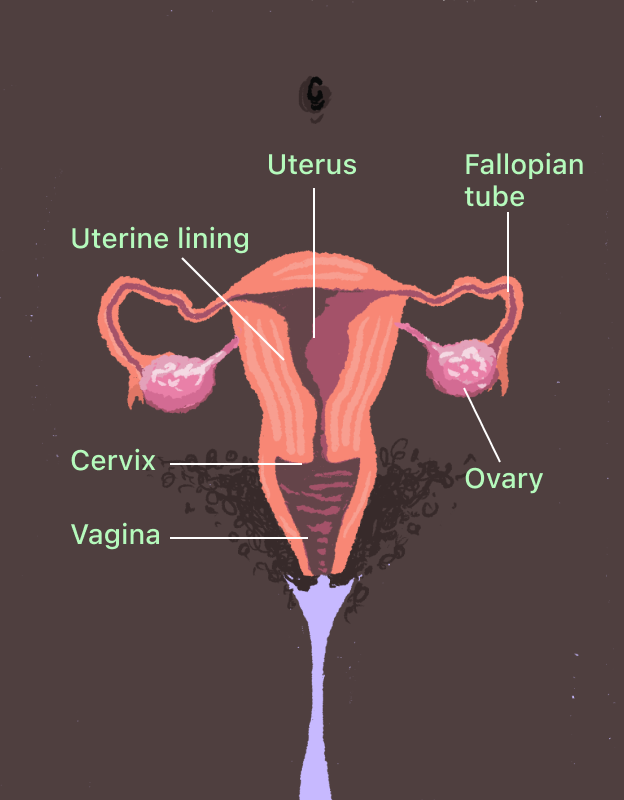 Uterus
Fallopian
tube
Uterine lining
Cervix
Ovary
Vagina